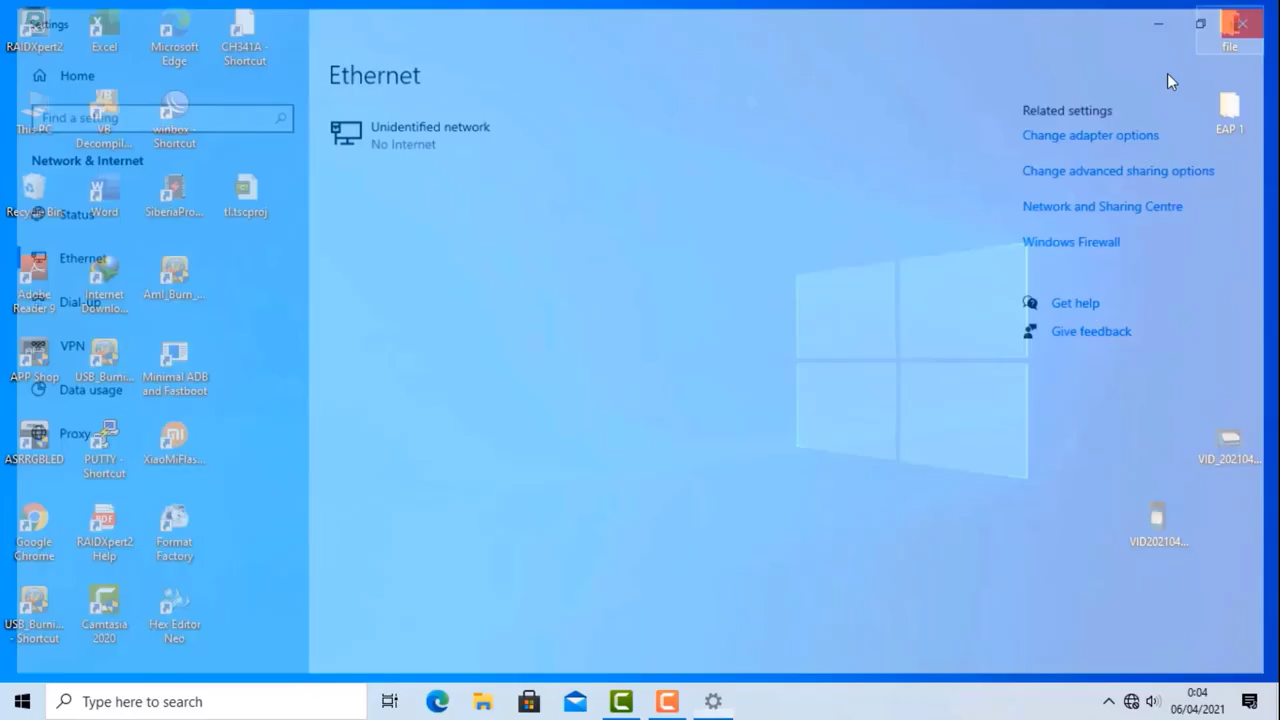 Settings
Home
Find a setting
Network & Internet
Status
Ethernet
Dial-up
VPN
Data usage
Proxy
Ethernet
Unidentified network
No Internet
Related settings
Change adapter options
Change advanced sharing options
Network and Sharing Centre
Windows Firewall
Get help
Give feedback
RAIDXpert2
Excel
Microsoft
Edge
CH341A -
Shortcut
This PC
VB
Decompil...
winbox -
Shortcut
Recycle Bin
Word
SibenaPro...
tl.tscproj
Adobe
Reader 9
Internet
Downlo...
Aml_Burn_...
APP Shop
USB_Burni...
Minimal ADB
and Fastboot
ASRRGBLED
PUTTY -
Shortcut
XiaoMiFlas...
Google
Chrome
RAIDXpert2
Help
Format
Factory
USB_Burni...
- Shortcut
Camtasia
2020
Hex Editor
Neo
file
EAP 1
VID_202104...
VID202104...
Type here to search
0:04
06/04/2021